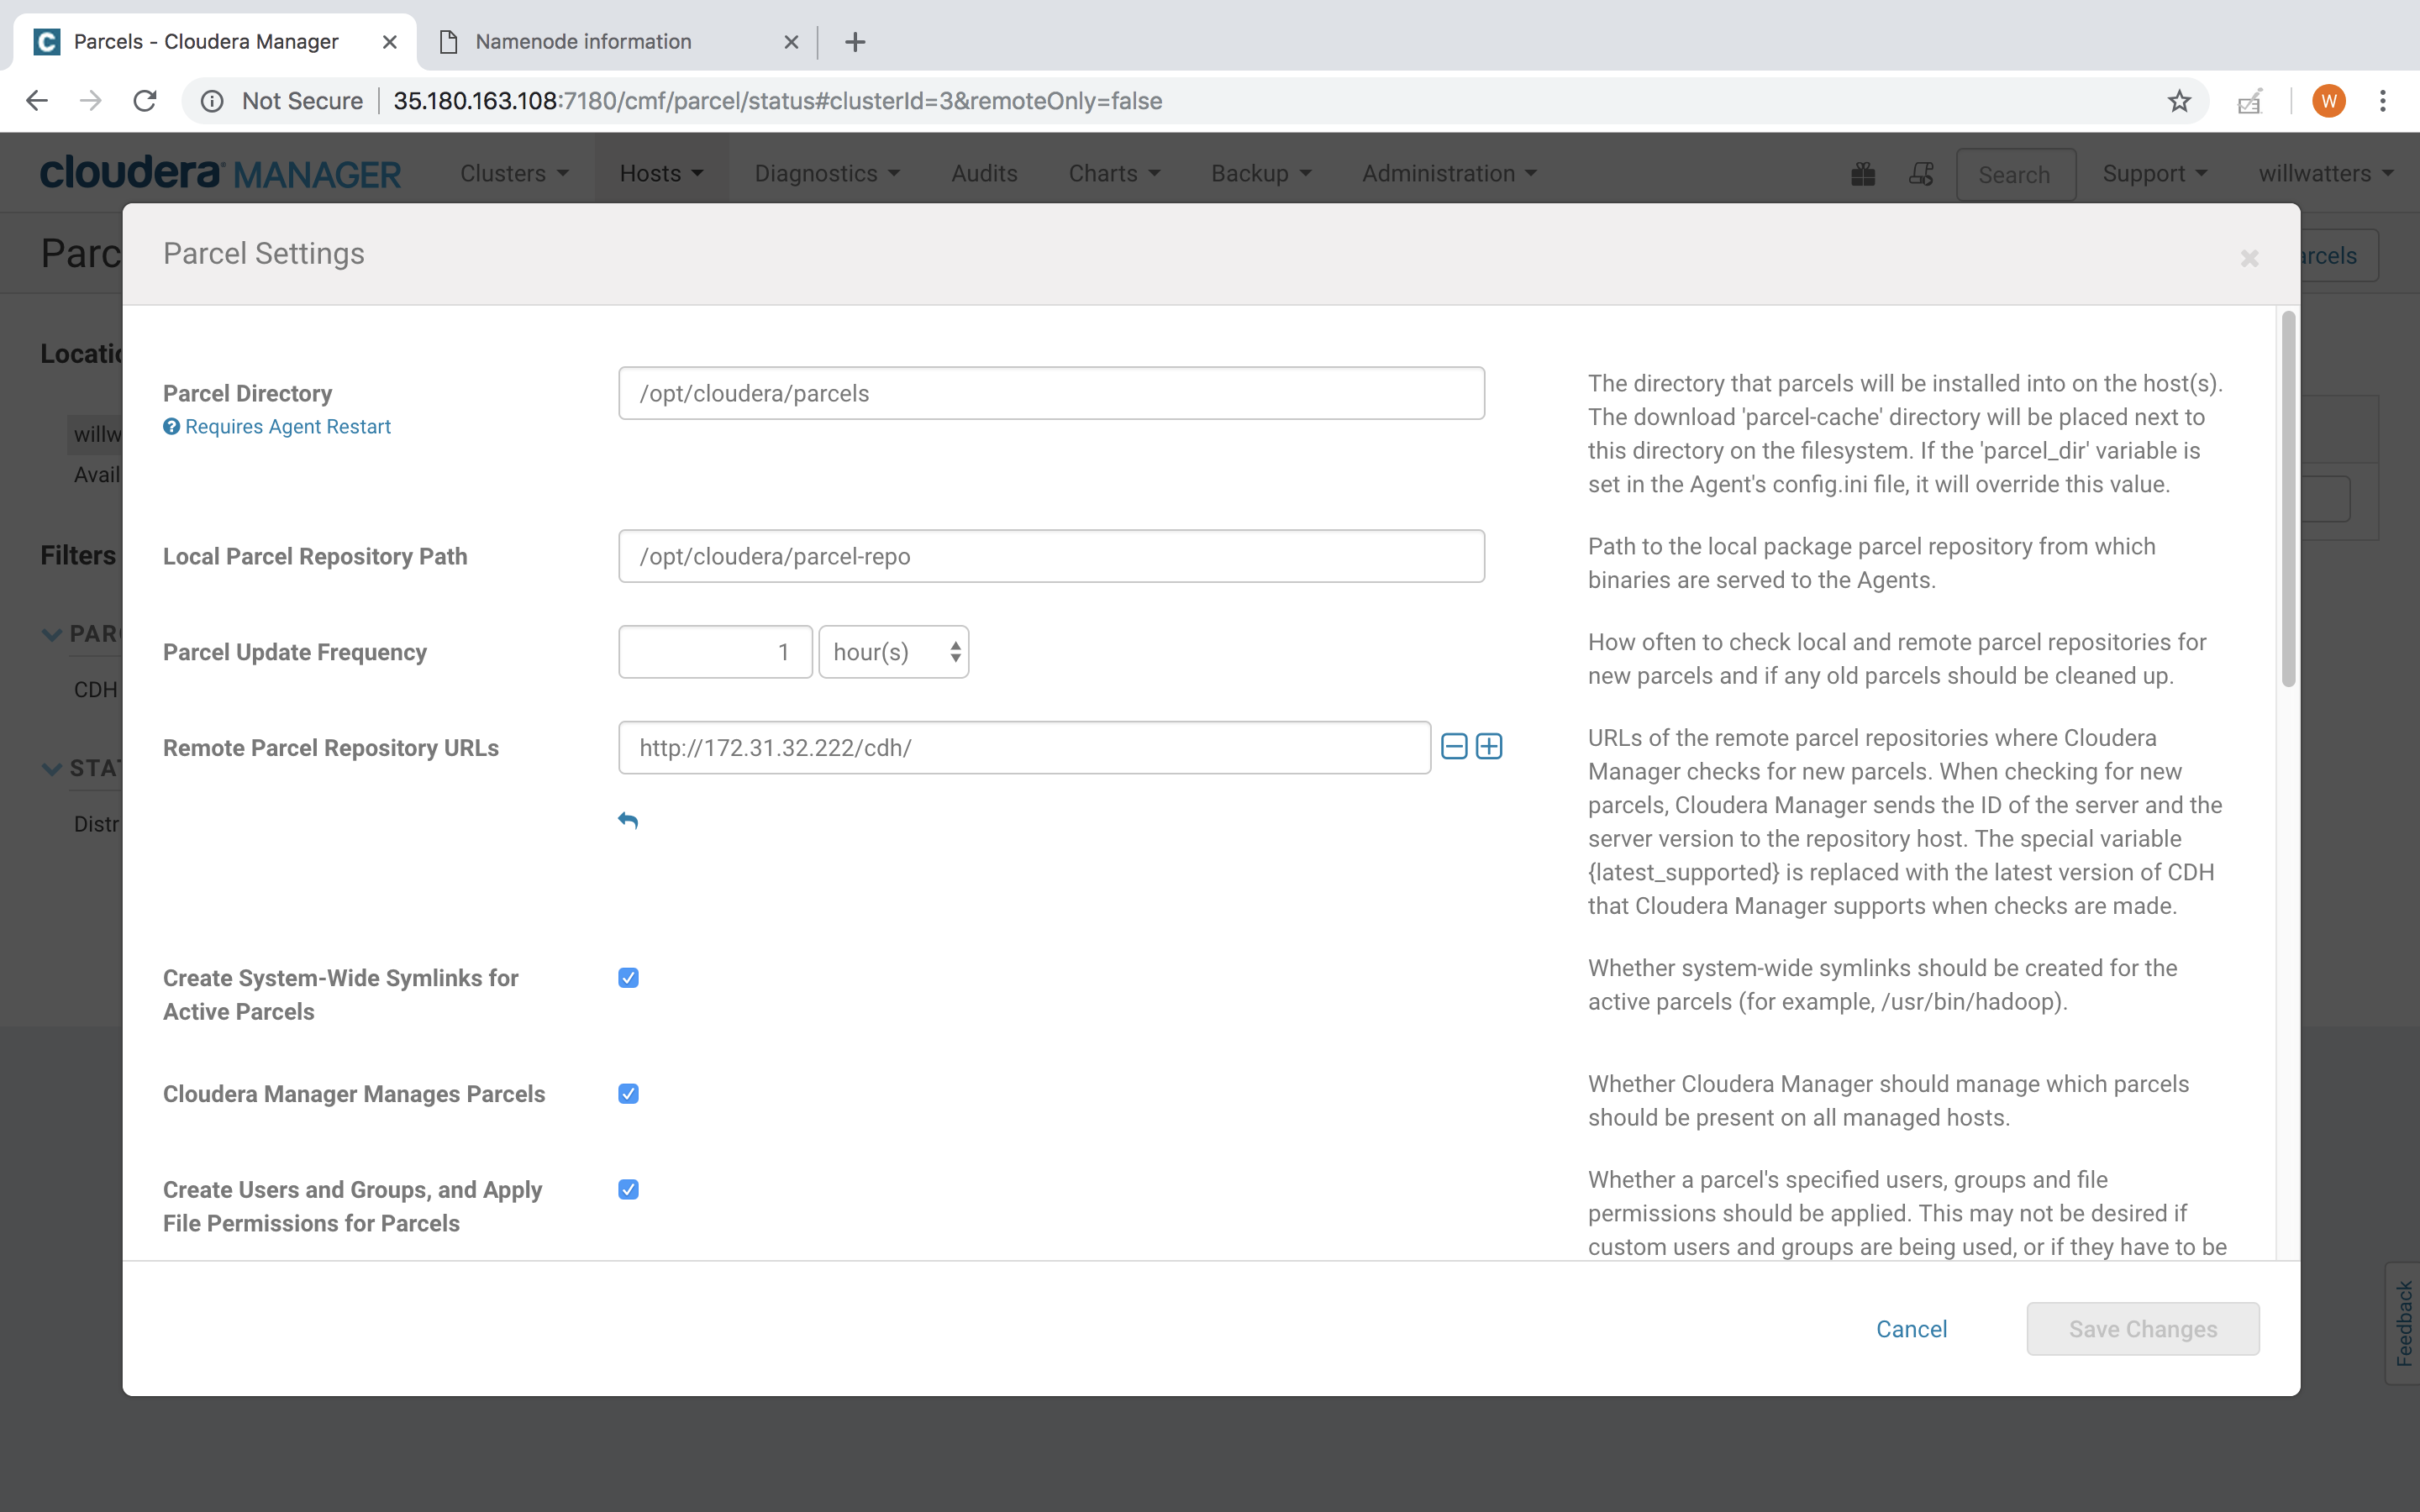 Parcels - Cloudera Manager
Namenode information
Not Secure
35.180.163.108:7180/cmf/parcel/status#clusterId=3&remoteOnly=false
W
cloudera MANAGER
Clusters
Hosts
Diagnostics
Audits
Charts
Backup
Administration
Search
Support
willwatters
Parc
arcels
Parcel Settings
Locatio
willw
Avail
Filters
PAR
CDH
STAT
Distr
Parcel Directory
Requires Agent Restart
/opt/cloudera/parcels
The directory that parcels will be installed into on the host(s).
The download 'parcel-cache' directory will be placed next to
this directory on the filesystem. If the 'parcel_dir' variable is
set in the Agent's config.ini file, it will override this value.
Local Parcel Repository Path
/opt/cloudera/parcel-repo
Path to the local package parcel repository from which
binaries are served to the Agents.
Parcel Update Frequency
1
hour(s)
How often to check local and remote parcel repositories for
new parcels and if any old parcels should be cleaned up.
Remote Parcel Repository URLs
http://172.31.32.222/cdh/
URLs of the remote parcel repositories where Cloudera
Manager checks for new parcels. When checking for new
parcels, Cloudera Manager sends the ID of the server and the
server version to the repository host. The special variable
{latest_supported} is replaced with the latest version of CDH
that Cloudera Manager supports when checks are made.
Create System-Wide Symlinks for
Active Parcels
Whether system-wide symlinks should be created for the
active parcels (for example, /usr/bin/hadoop).
Cloudera Manager Manages Parcels
Whether Cloudera Manager should manage which parcels
should be present on all managed hosts.
Create Users and Groups, and Apply
File Permissions for Parcels
Whether a parcel's specified users, groups and file
permissions should be applied. This may not be desired if
custom users and groups are being used, or if they have to be
Cancel
Save Changes
Feedback